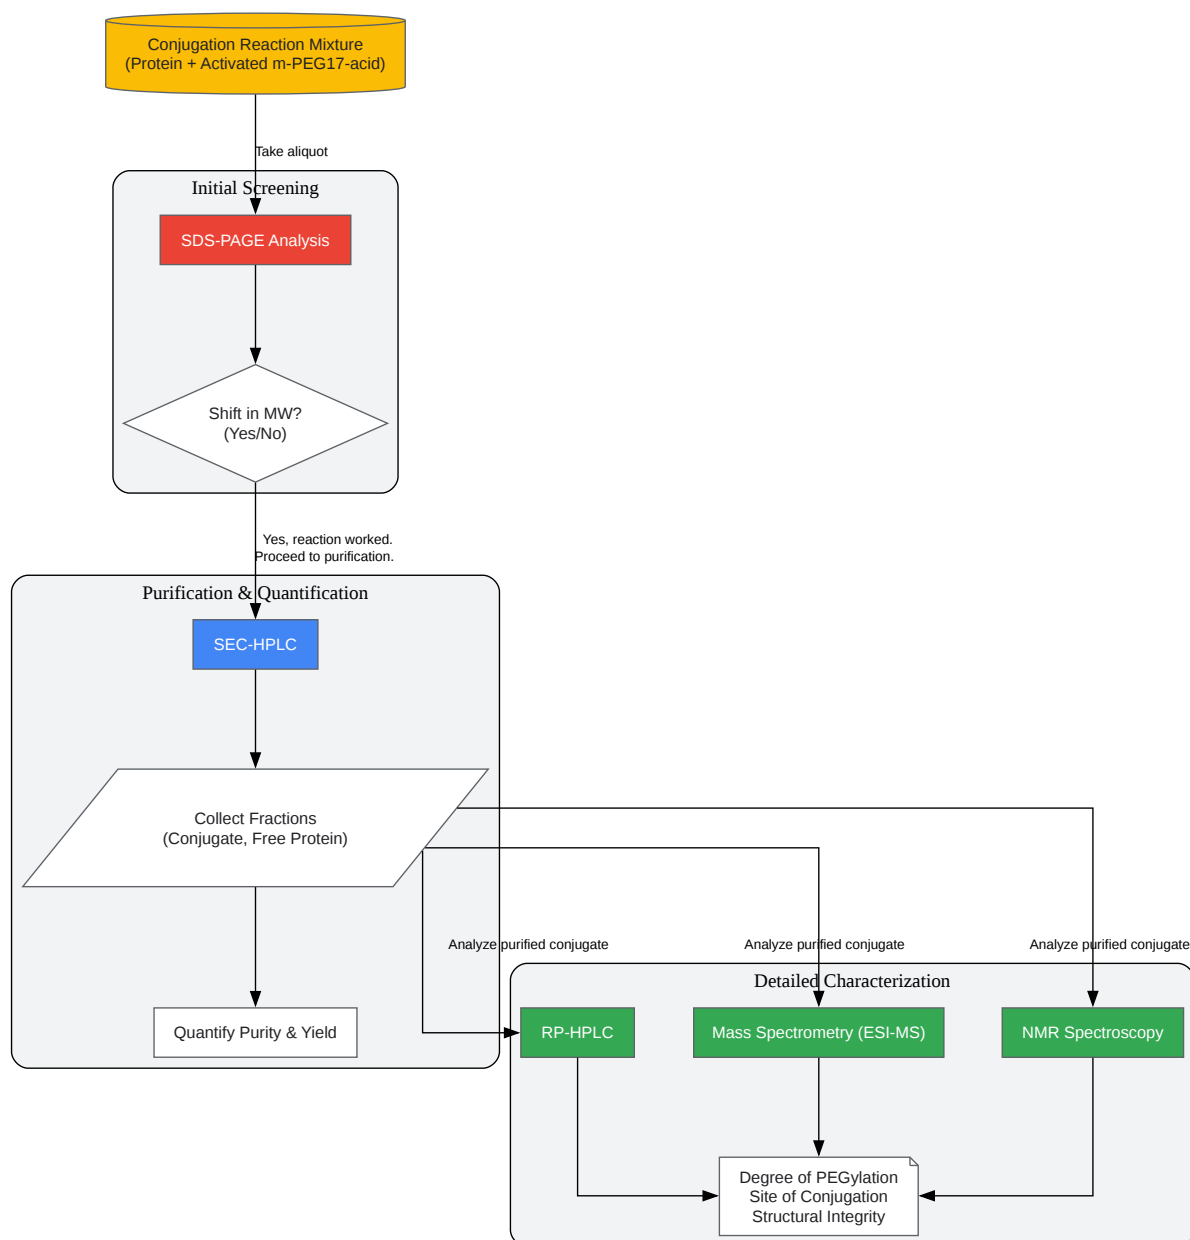 Conjugation Reaction Mixture
(Protein + Activated m-PEG17-acid)
Take aliquot
Initial Screening
SDS-PAGE Analysis
Shift in MW?
(Yes/No)
Yes, reaction worked.
Proceed to purification.
Purification & Quantification
SEC-HPLC
Collect Fractions
(Conjugate, Free Protein)
Analyze purified conjugate
Analyze purified conjugate
Analyze purified conjugate
Detailed Characterization
Quantify Purity & Yield
RP-HPLC
Mass Spectrometry (ESI-MS)
NMR Spectroscopy
Degree of PEGylation
Site of Conjugation
Structural Integrity